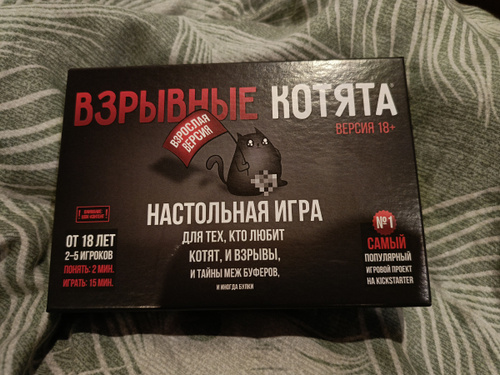 ВЗРЫВНЫЕ КОТЯТА
ВЕРСИЯ 18+
ВЗРОСЛАЯ
ВЕРСИЯ
НАСТОЛЬНАЯ ИГРА
ДЛЯ ТЕХ, КТО ЛЮБИТ
КОТЯТ, И ВЗРЫВЫ,
И ТАЙНЫ МЕЖ БУФЕРОВ,
И ИНОГДА БУЛКИ
ОТ 18 ЛЕТ
2–5 ИГРОКОВ
ПОНЯТЬ: 2 МИН.
ИГРАТЬ: 15 МИН.
№1
САМЫЙ
ПОПУЛЯРНЫЙ
ИГРОВОЙ ПРОЕКТ
НА KICKSTARTER